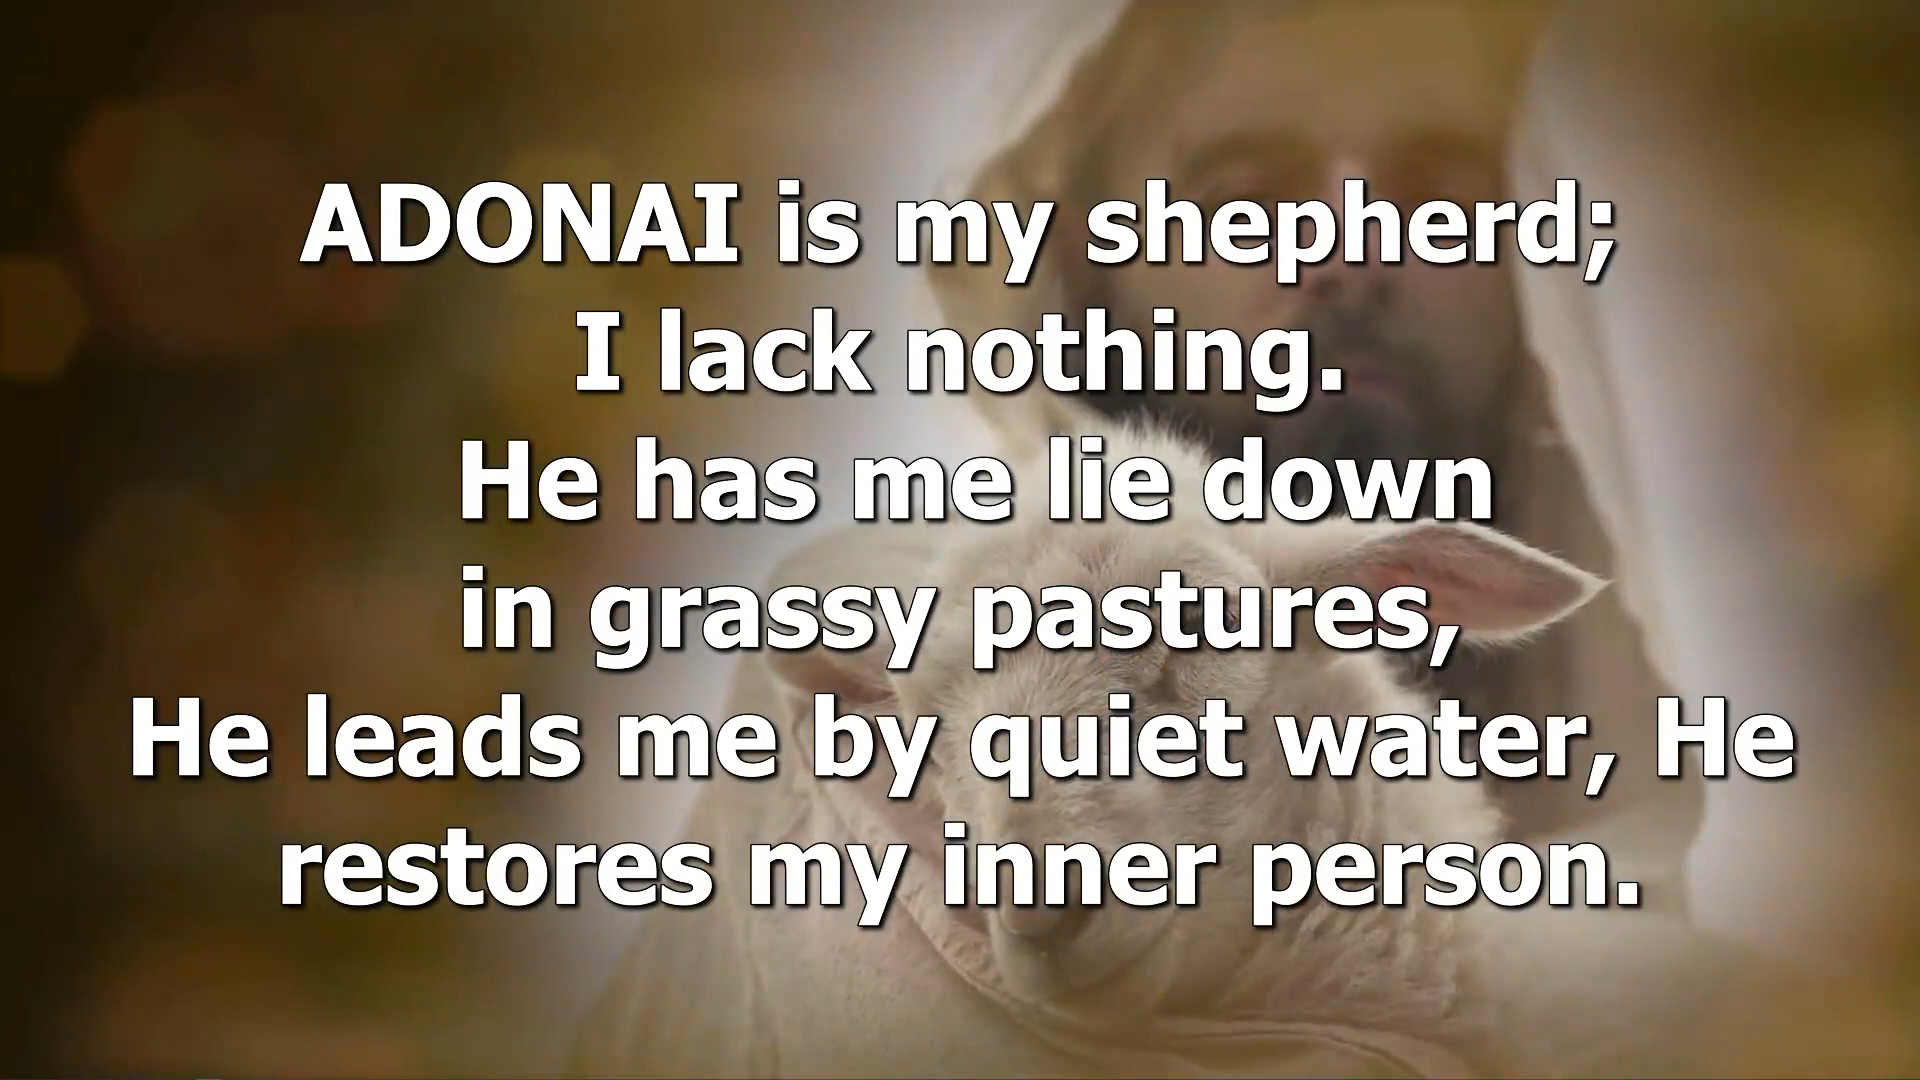 ADONAI is my shepherd;
I lack nothing.
He has me lie down
in grassy pastures,
He leads me by quiet water, He
restores my inner person.